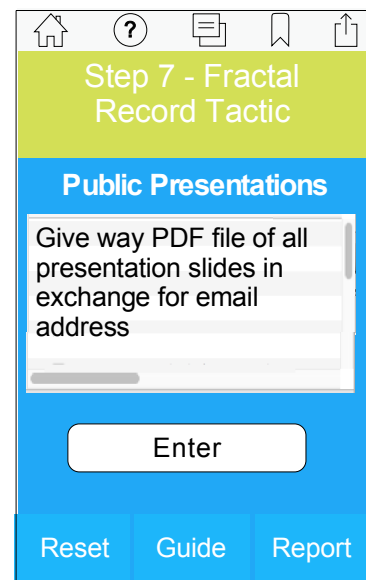 ?
Step 7 - Fractal
Record Tactic
Public Presentations
Give way PDF file of all
presentation slides in
exchange for email
address
Enter
Reset Guide Report